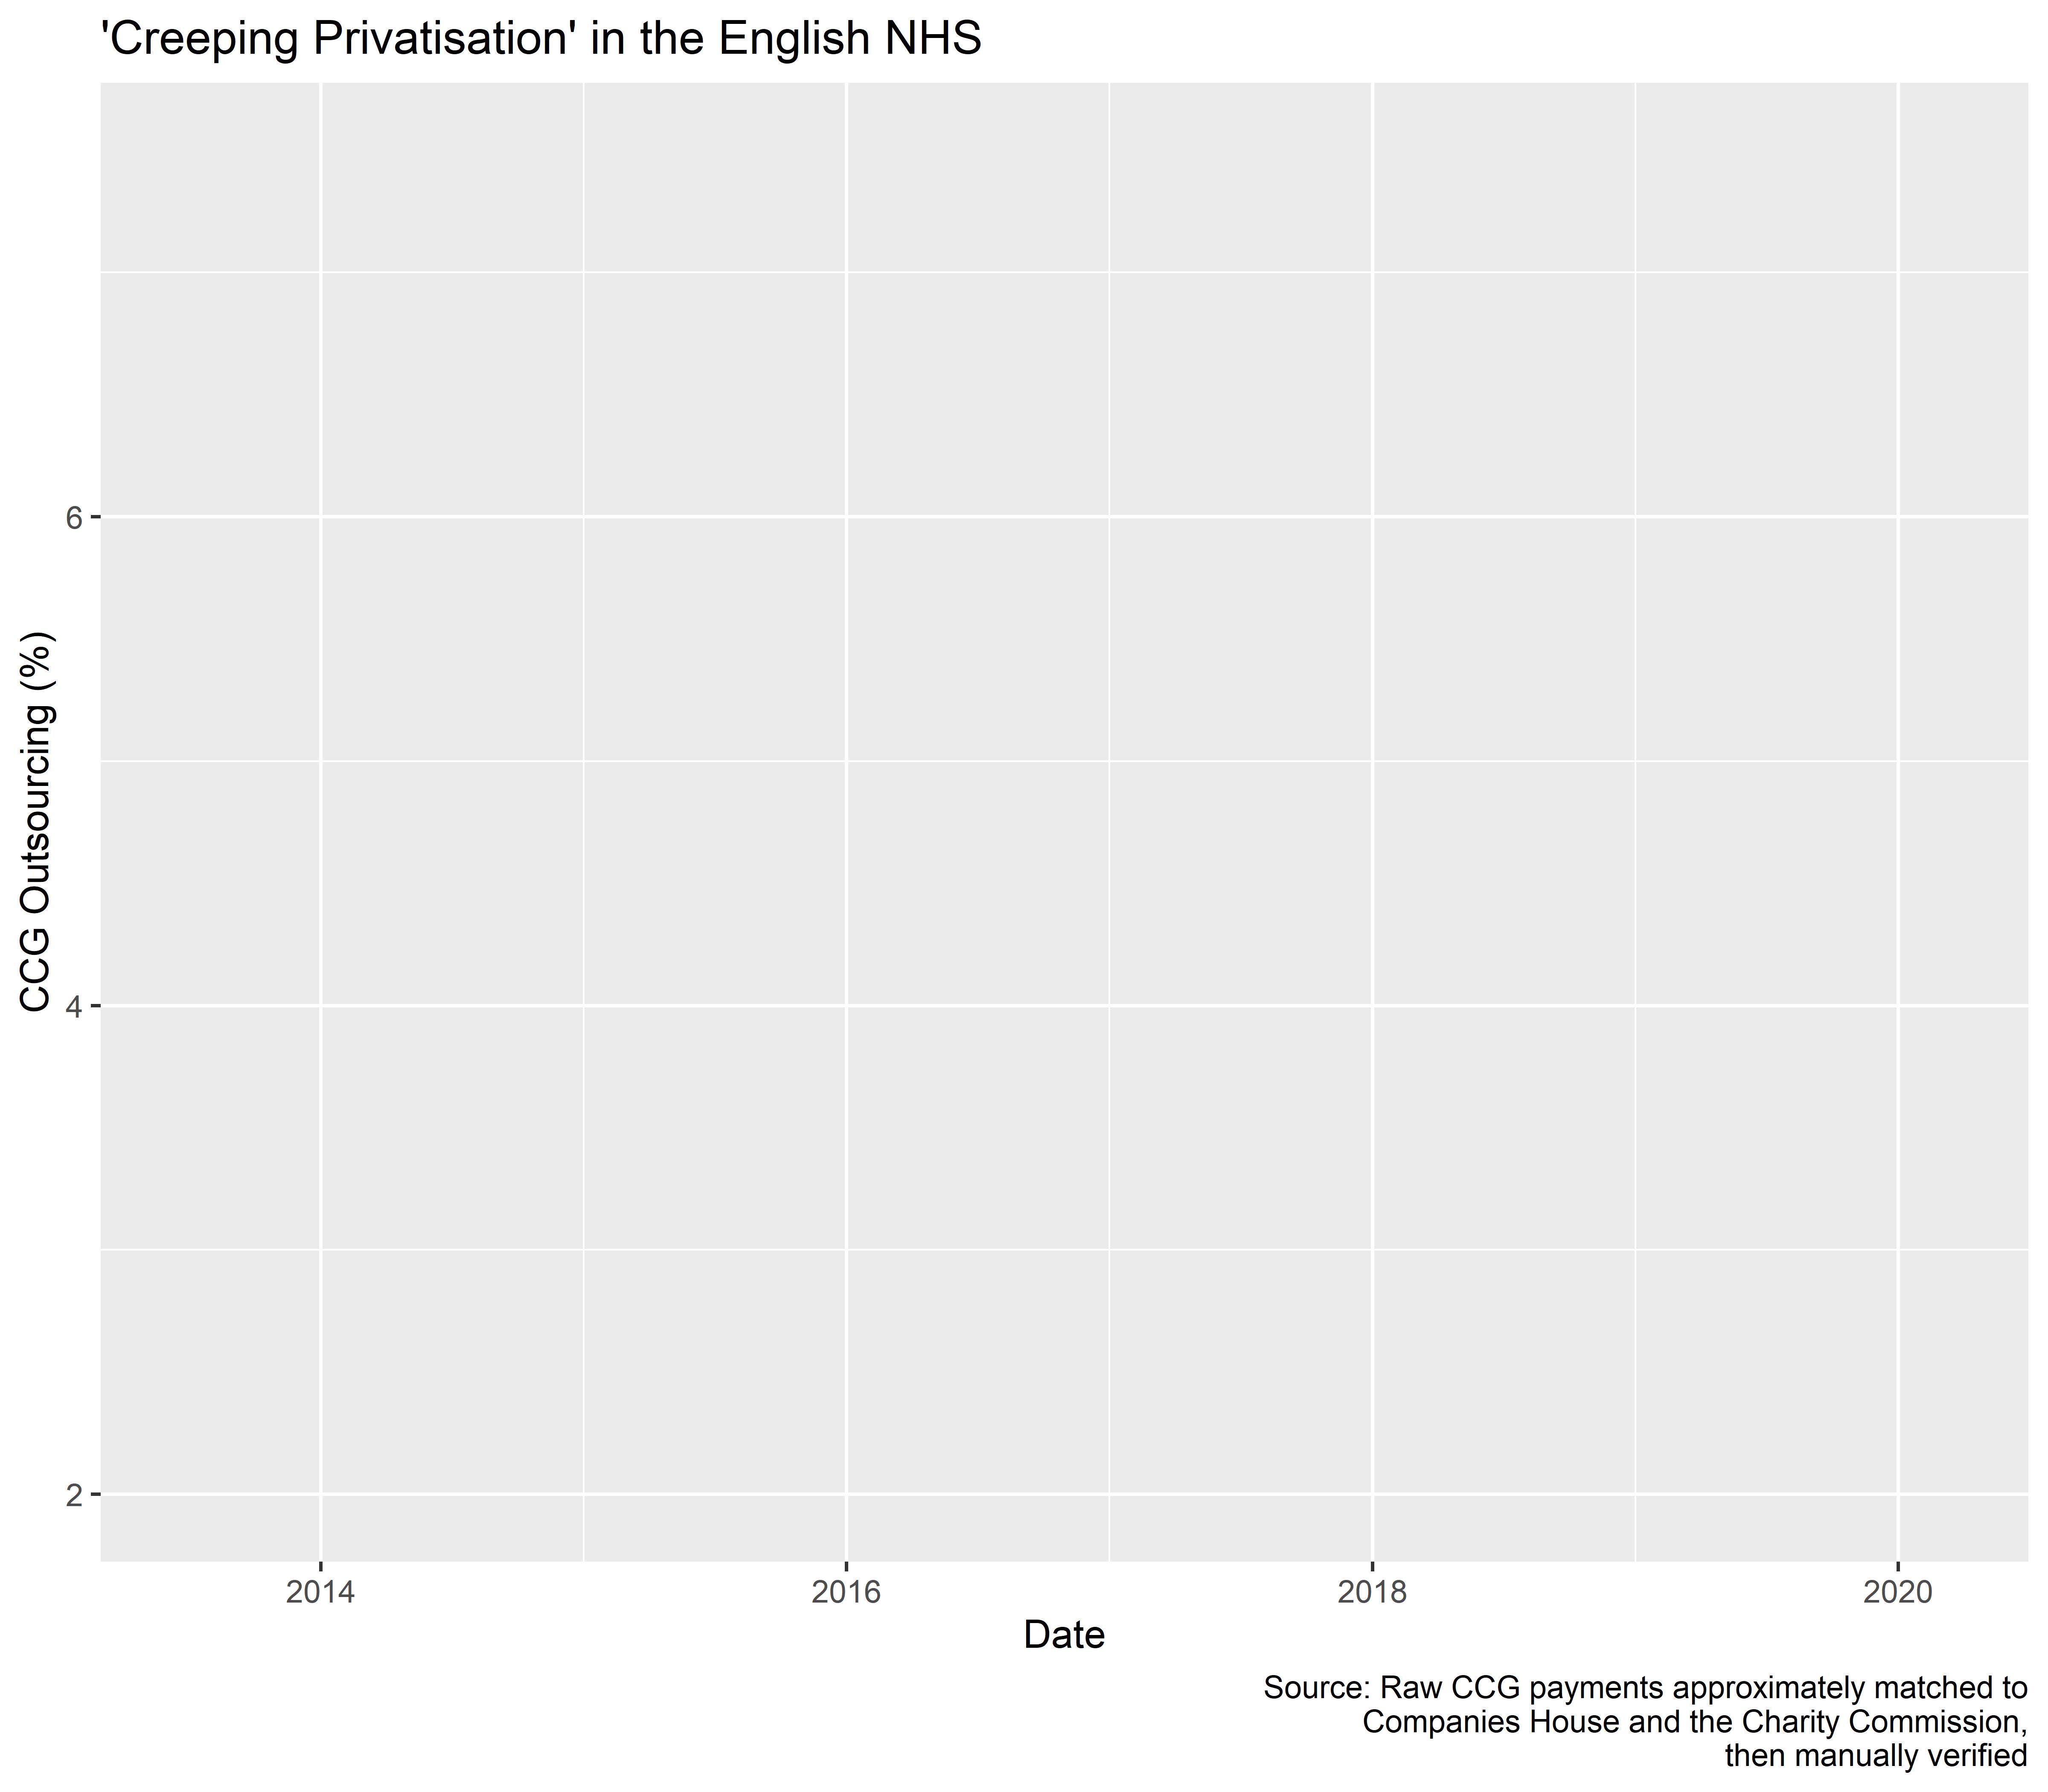 'Creeping Privatisation' in the English NHS
CCG Outsourcing (%)
6
4
2
2014
2016
2018
2020
Date
Source: Raw CCG payments approximately matched to
Companies House and the Charity Commission,
then manually verified